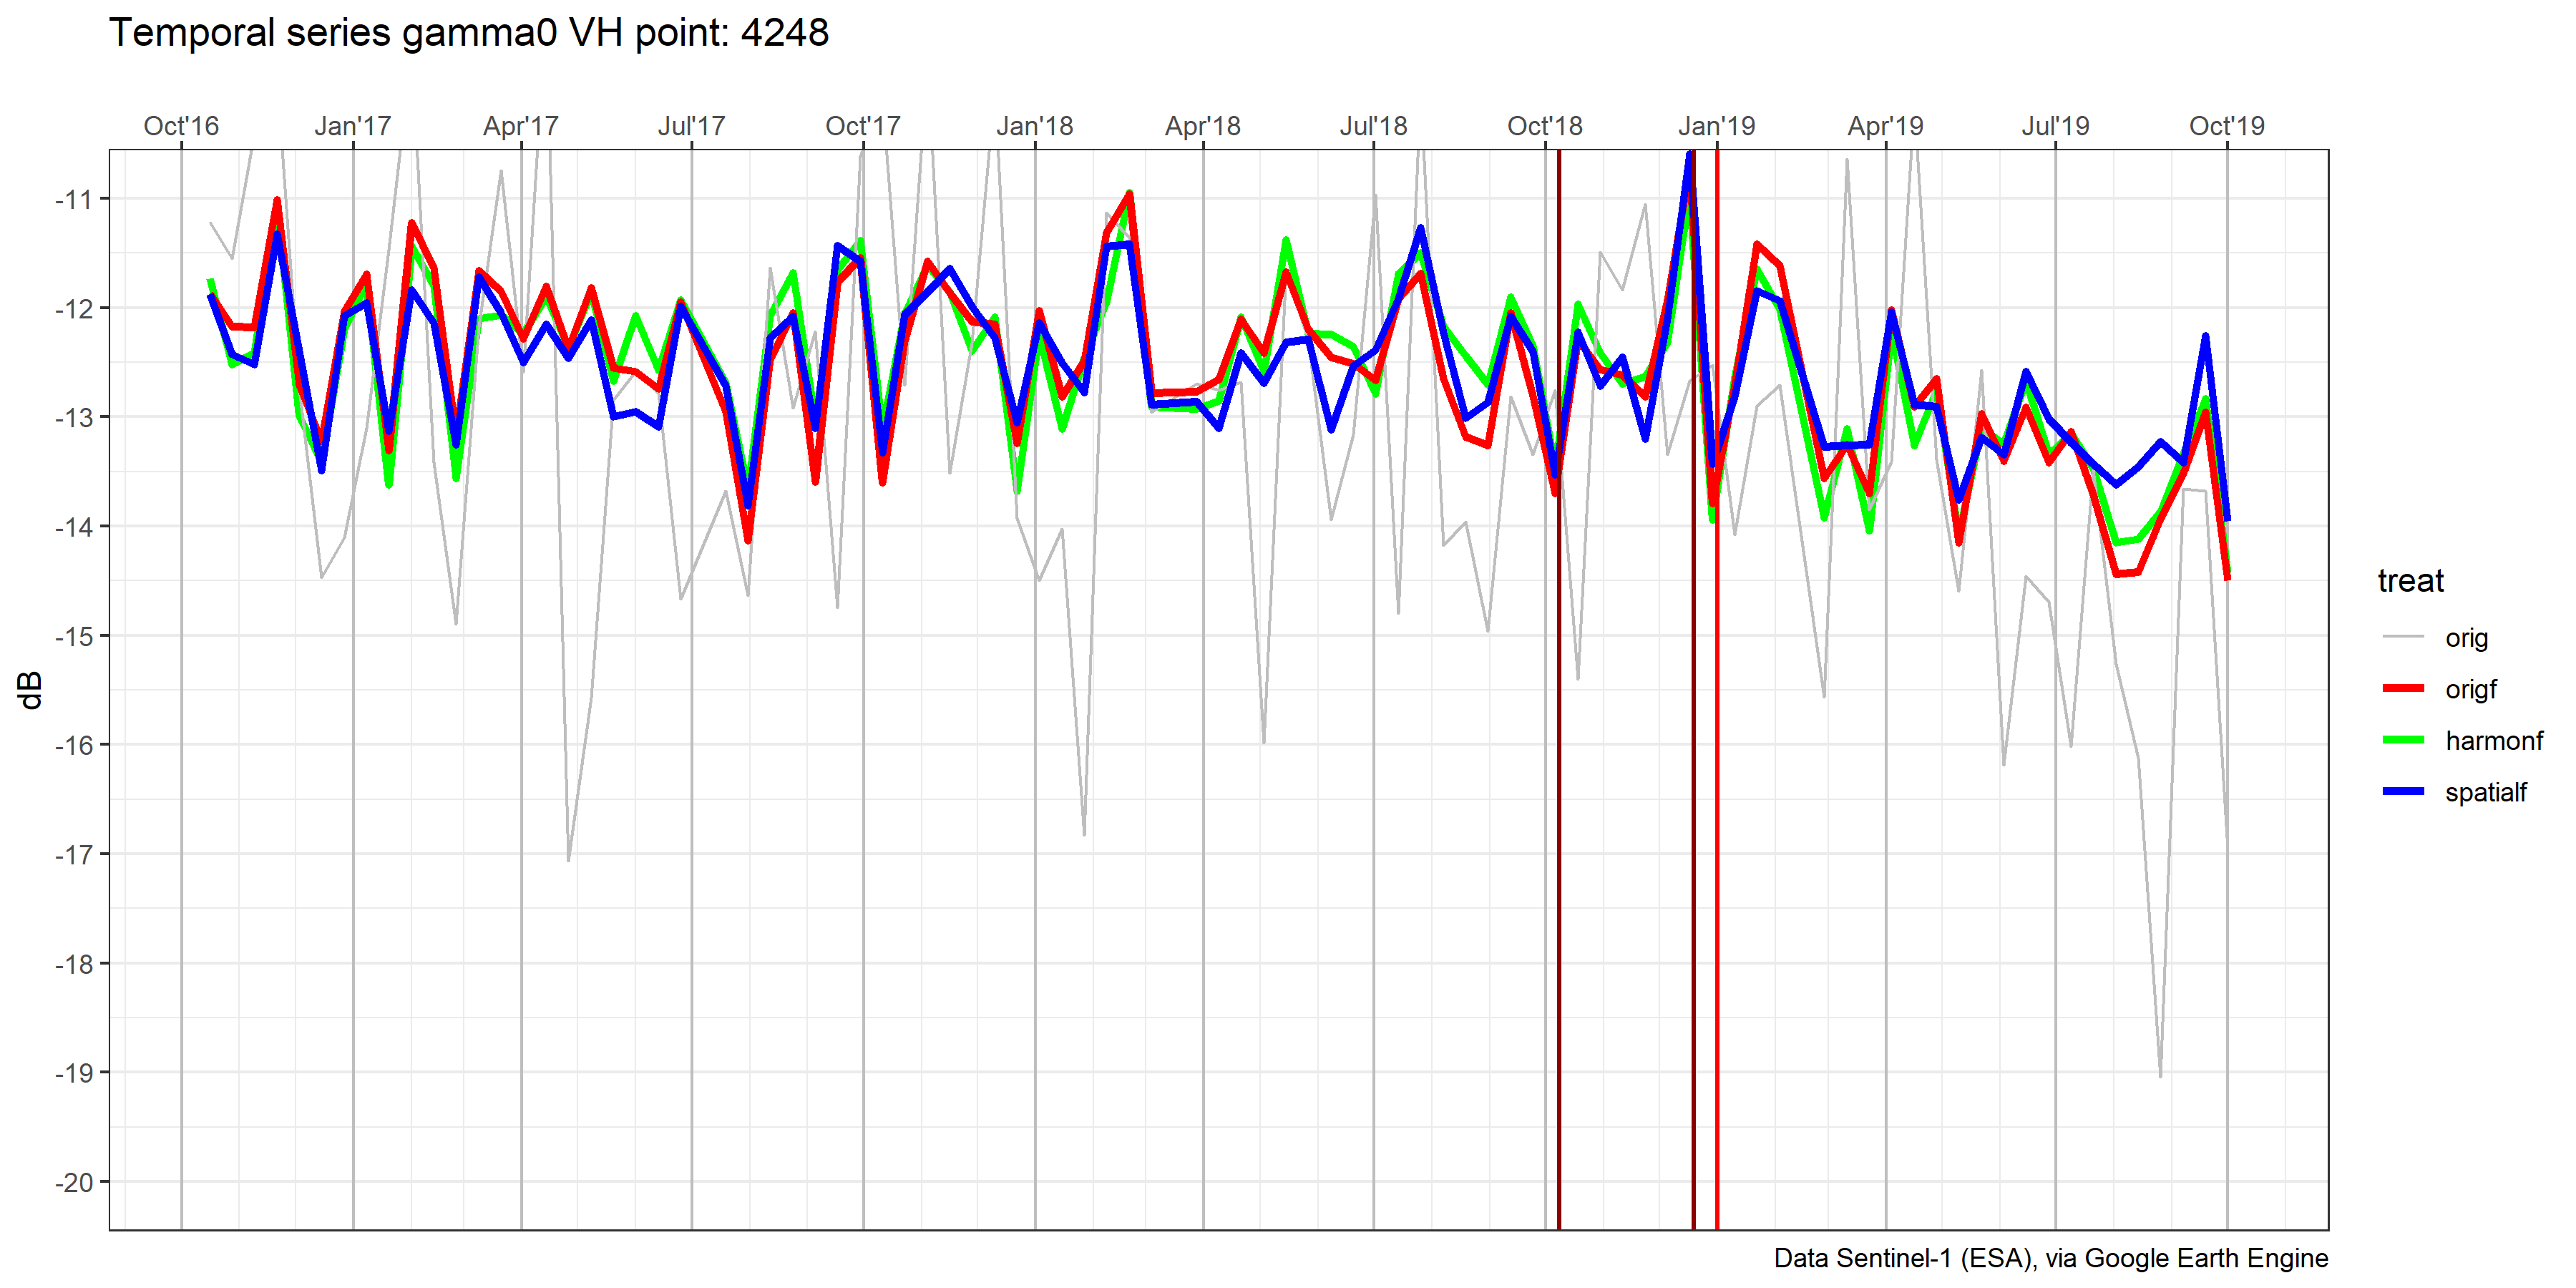 Temporal series gamma0 VH point: 4248
Oct'16 Jan'17 Apr'17 Jul'17 Oct'17 Jan'18 Apr'18 Jul'18 Oct'18 Jan'19 Apr'19 Jul'19 Oct'19
-11
-12
-13
-14
-15
-16
-17
-18
-19
-20
dB
treat
orig
origf
harmonf
spatialf
Data Sentinel-1 (ESA), via Google Earth Engine